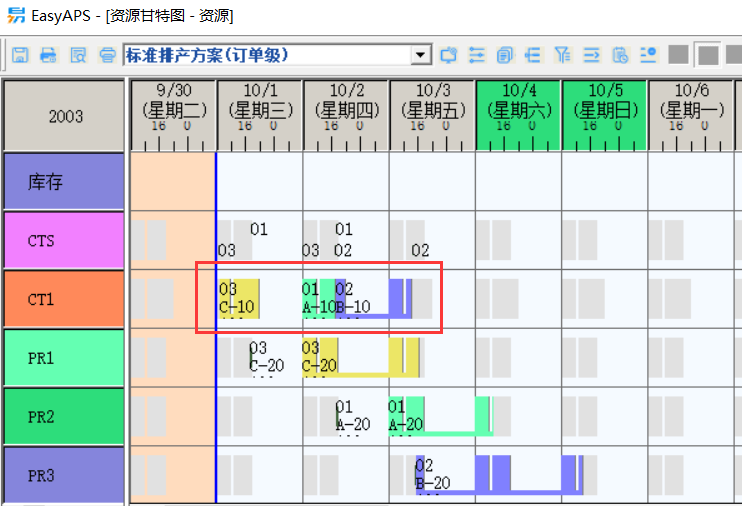 EasyAPS - [资源甘特图 - 资源]
标准排产方案(订单级)
2003
9/30 10/1 10/2 10/3 10/4 10/5 10/6
(星期二) (星期三) (星期四) (星期五) (星期六) (星期日) (星期一)
16 0 16 0 16 0 16 0 16 0 16 0 16 0
库存
01 01
CTS
03 03 02 02
03 01 02
CT1
C-10 A-10 B-10
03 03
PR1
C-20 C-20
01 01
PR2
A-20 A-20
02
PR3
B-20